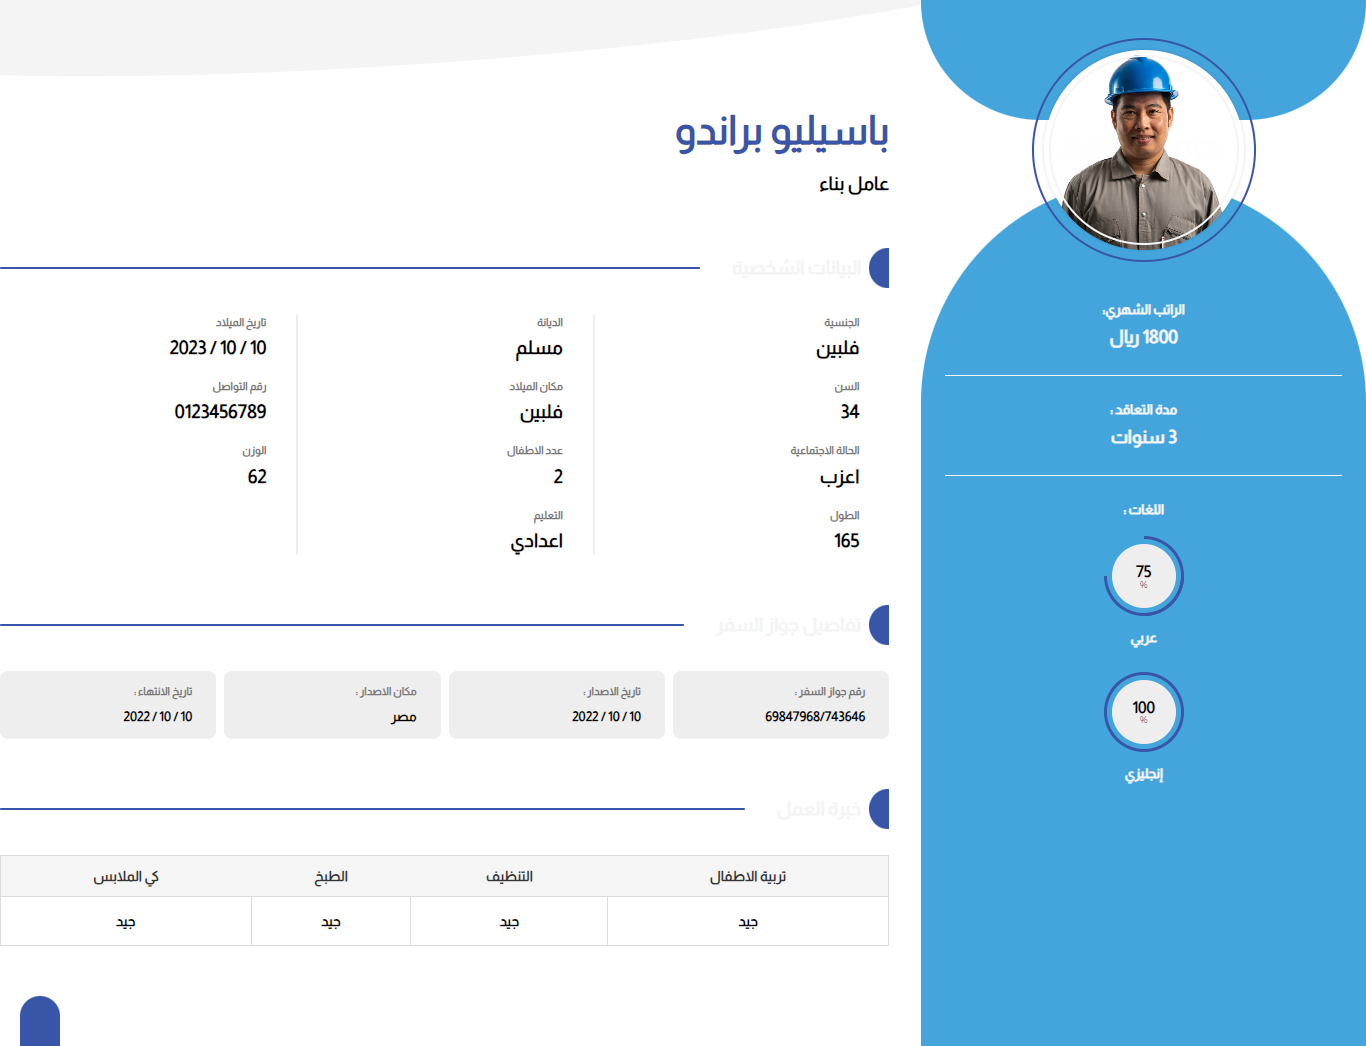 الراتب الشهري:
1800 ريال
مدة التعاقد :
3 سنوات
اللغات :
75
%
عربي
100
%
إنجليزي
باسيليو براندو
عامل بناء
البيانات الشخصية
الجنسية
فلبين
السن
34
الحالة الاجتماعية
اعزب
الطول
165
الديانة
مسلم
مكان الميلاد
فلبين
عدد الاطفال
2
التعليم
اعدادي
تاريخ الميلاد
10 / 10 / 2023
رقم التواصل
0123456789
الوزن
62
تفاصيل جواز السفر
رقم جواز السفر :
69847968/743646
تاريخ الاصدار :
10 / 10 / 2022
مكان الاصدار :
مصر
تاريخ الانتهاء :
10 / 10 / 2022
خبرة العمل
تربية الاطفال التنظيف الطبخ كي الملابس
جيد جيد جيد جيد